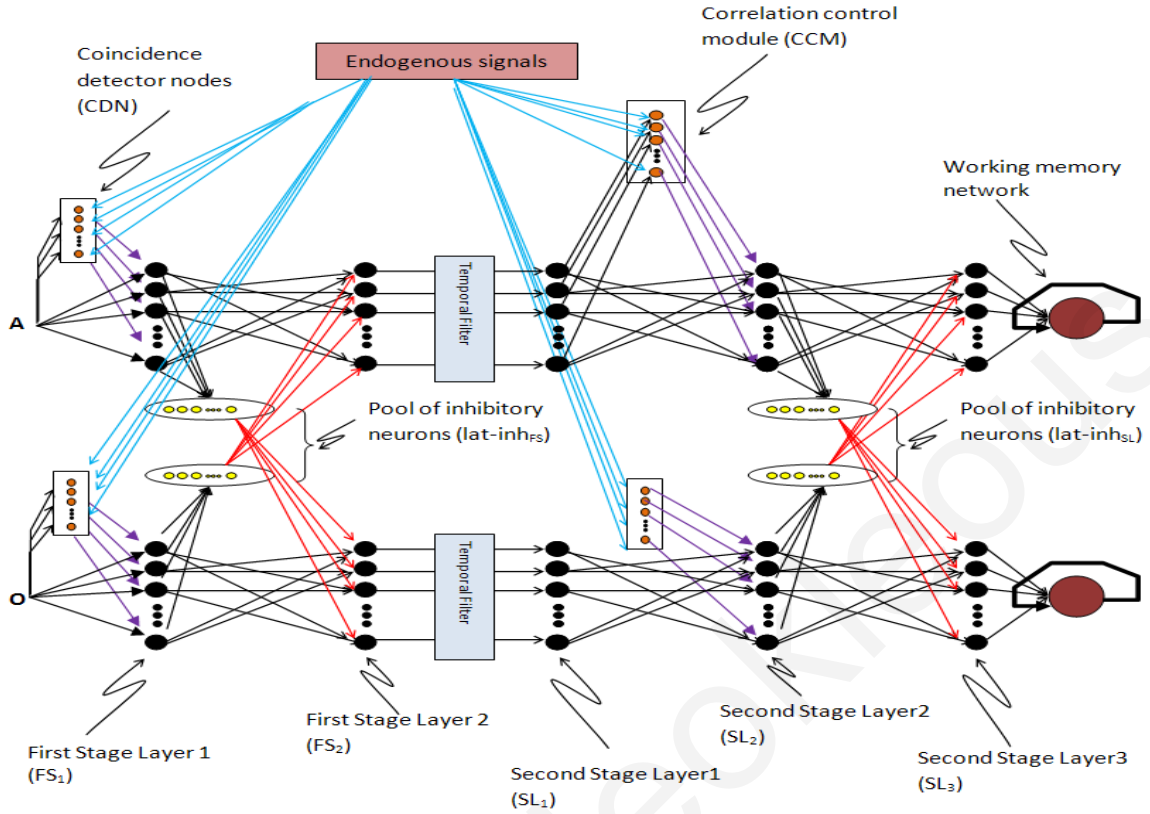 Correlation control
module (CCM)
Coincidence
detector nodes
(CDN)
Endogenous signals
Working memory
network
A
Temporal Filter
Pool of inhibitory
neurons (lat-inhFS)
Pool of inhibitory
neurons (lat-inhSL)
O
Temporal Filter
First Stage Layer 1
(FS1)
First Stage Layer 2
(FS2)
Second Stage Layer1
(SL1)
Second Stage Layer2
(SL2)
Second Stage Layer3
(SL3)